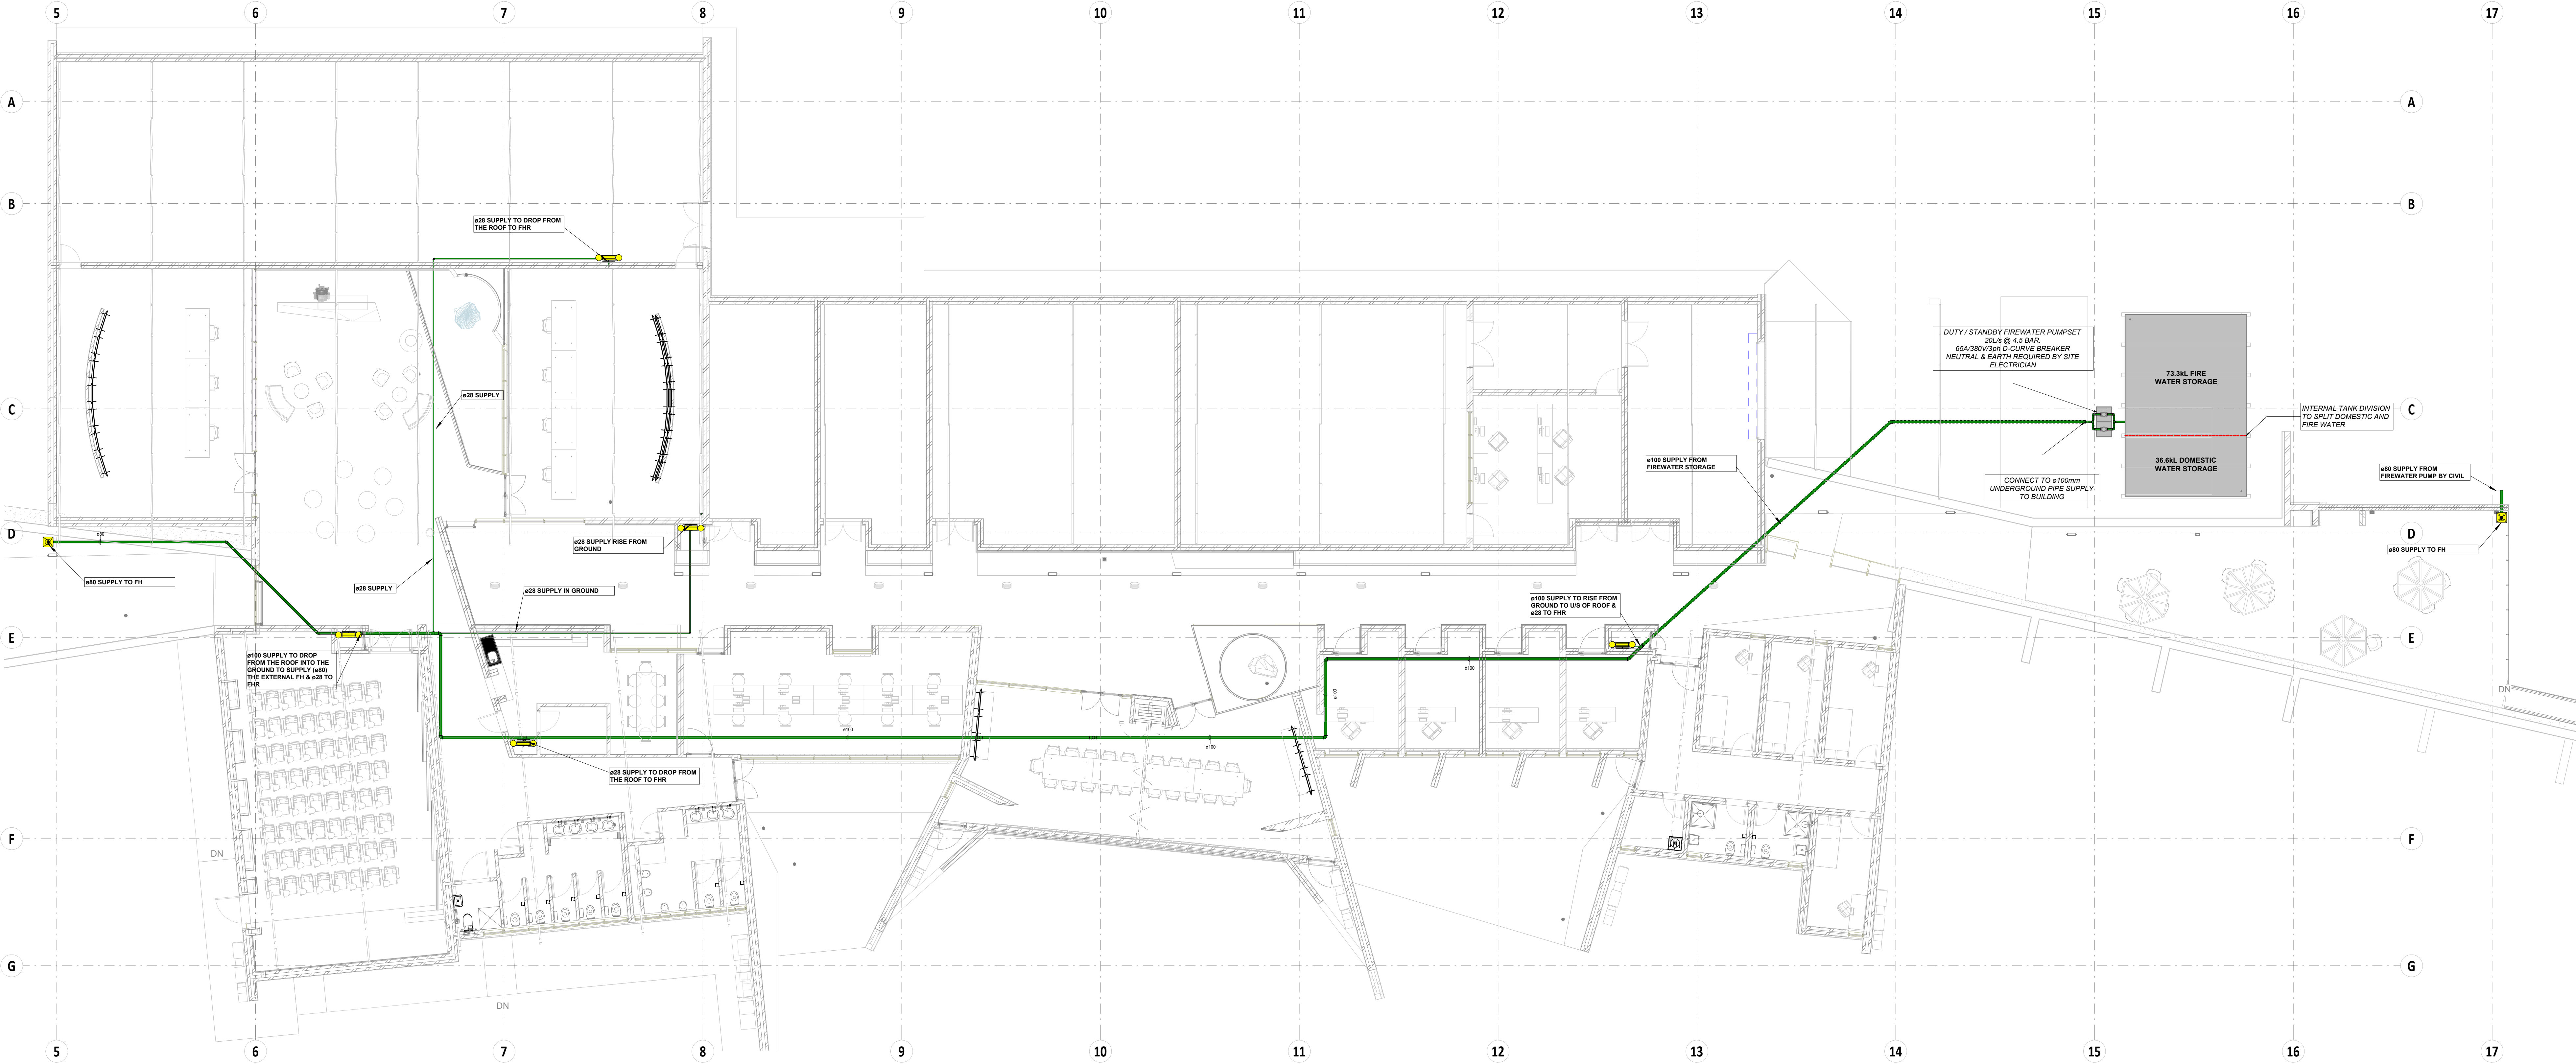 5 6 7 8 9 10 11 12 13 14 15 16 17
A A
B B
ø28 SUPPLY TO DROP FROM
THE ROOF TO FHR
DUTY / STANDBY FIREWATER PUMPSET
20L/s @ 4.5 BAR.
65A/380V/3ph D-CURVE BREAKER
NEUTRAL & EARTH REQUIRED BY SITE
ELECTRICIAN
73.3kL FIRE
WATER STORAGE
ø28 SUPPLY
C C
INTERNAL TANK DIVISION
TO SPLIT DOMESTIC AND
FIRE WATER
ø100 SUPPLY FROM
FIREWATER STORAGE
36.6kL DOMESTIC
WATER STORAGE
ø80 SUPPLY FROM
FIREWATER PUMP BY CIVIL
CONNECT TO ø100mm
UNDERGROUND PIPE SUPPLY
TO BUILDING
D D
ø80
ø28 SUPPLY RISE FROM
GROUND
ø80 SUPPLY TO FH
ø80 SUPPLY TO FH
ø28 SUPPLY
ø28 SUPPLY IN GROUND
ø100 SUPPLY TO RISE FROM
GROUND TO U/S OF ROOF &
ø28 TO FHR
E E
ø100 SUPPLY TO DROP
FROM THE ROOF INTO THE
GROUND TO SUPPLY (ø80)
THE EXTERNAL FH & ø28 TO
FHR
ø100
ø100
DN
ø100
ø100
ø28 SUPPLY TO DROP FROM
THE ROOF TO FHR
F F
DN
G G
DN
5 6 7 8 9 10 11 12 13 14 15 16 17